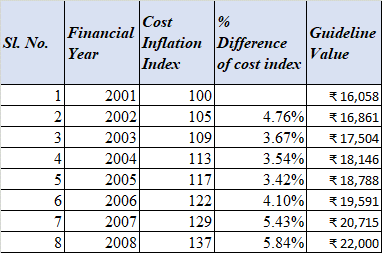 Sl. No. Financial Year Cost Inflation Index % Difference of cost index Guideline Value
1 2001 100 ₹ 16,058
2 2002 105 4.76% ₹ 16,861
3 2003 109 3.67% ₹ 17,504
4 2004 113 3.54% ₹ 18,146
5 2005 117 3.42% ₹ 18,788
6 2006 122 4.10% ₹ 19,591
7 2007 129 5.43% ₹ 20,715
8 2008 137 5.84% ₹ 22,000